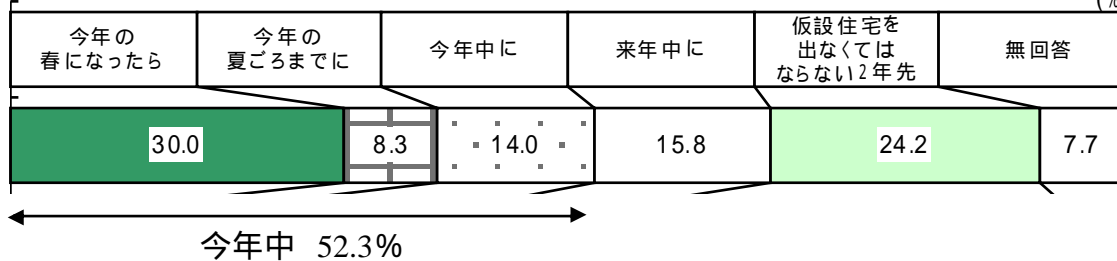 (%
今年の
春になったら
今年の
夏ごろまでに
今年中に
来年中に
仮設住宅を
出なくては
ならない2年先
無回答
30.0
8.3
14.0
15.8
24.2
7.7
今年中 52.3%